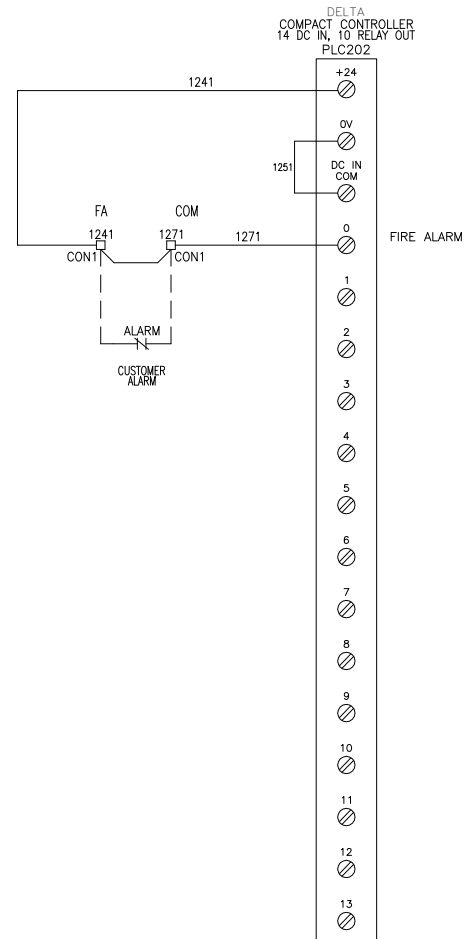 DELTA
COMPACT CONTROLLER
14 DC IN, 10 RELAY OUT
PLC202
+24
1241
0V
1251
DC IN
COM
FA COM
1241 1271 1271 0 FIRE ALARM
CON1 CON1
1
ALARM
2
CUSTOMER
ALARM
3
4
5
6
7
8
9
10
11
12
13